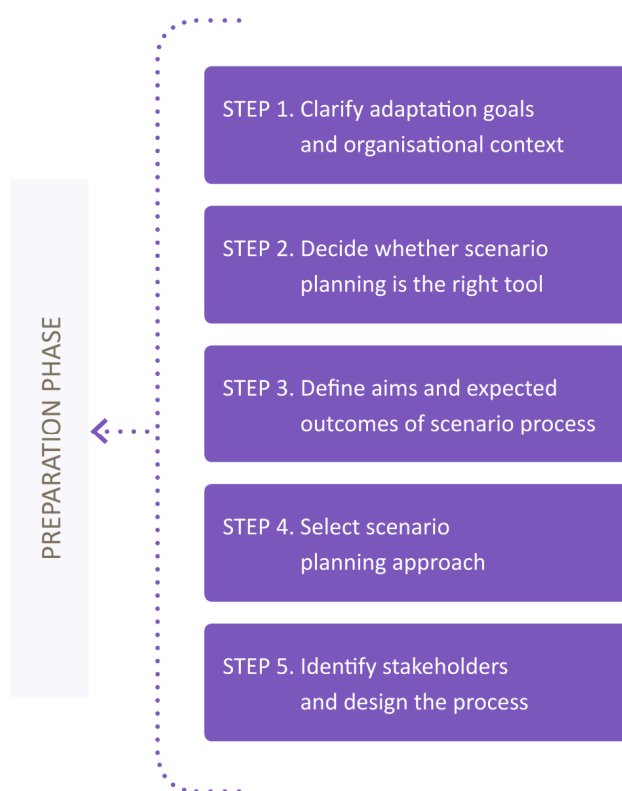 PREPARATION PHASE
STEP 1. Clarify adaptation goals
and organisational context
STEP 2. Decide whether scenario
planning is the right tool
STEP 3. Define aims and expected
outcomes of scenario process
STEP 4. Select scenario
planning approach
STEP 5. Identify stakeholders
and design the process